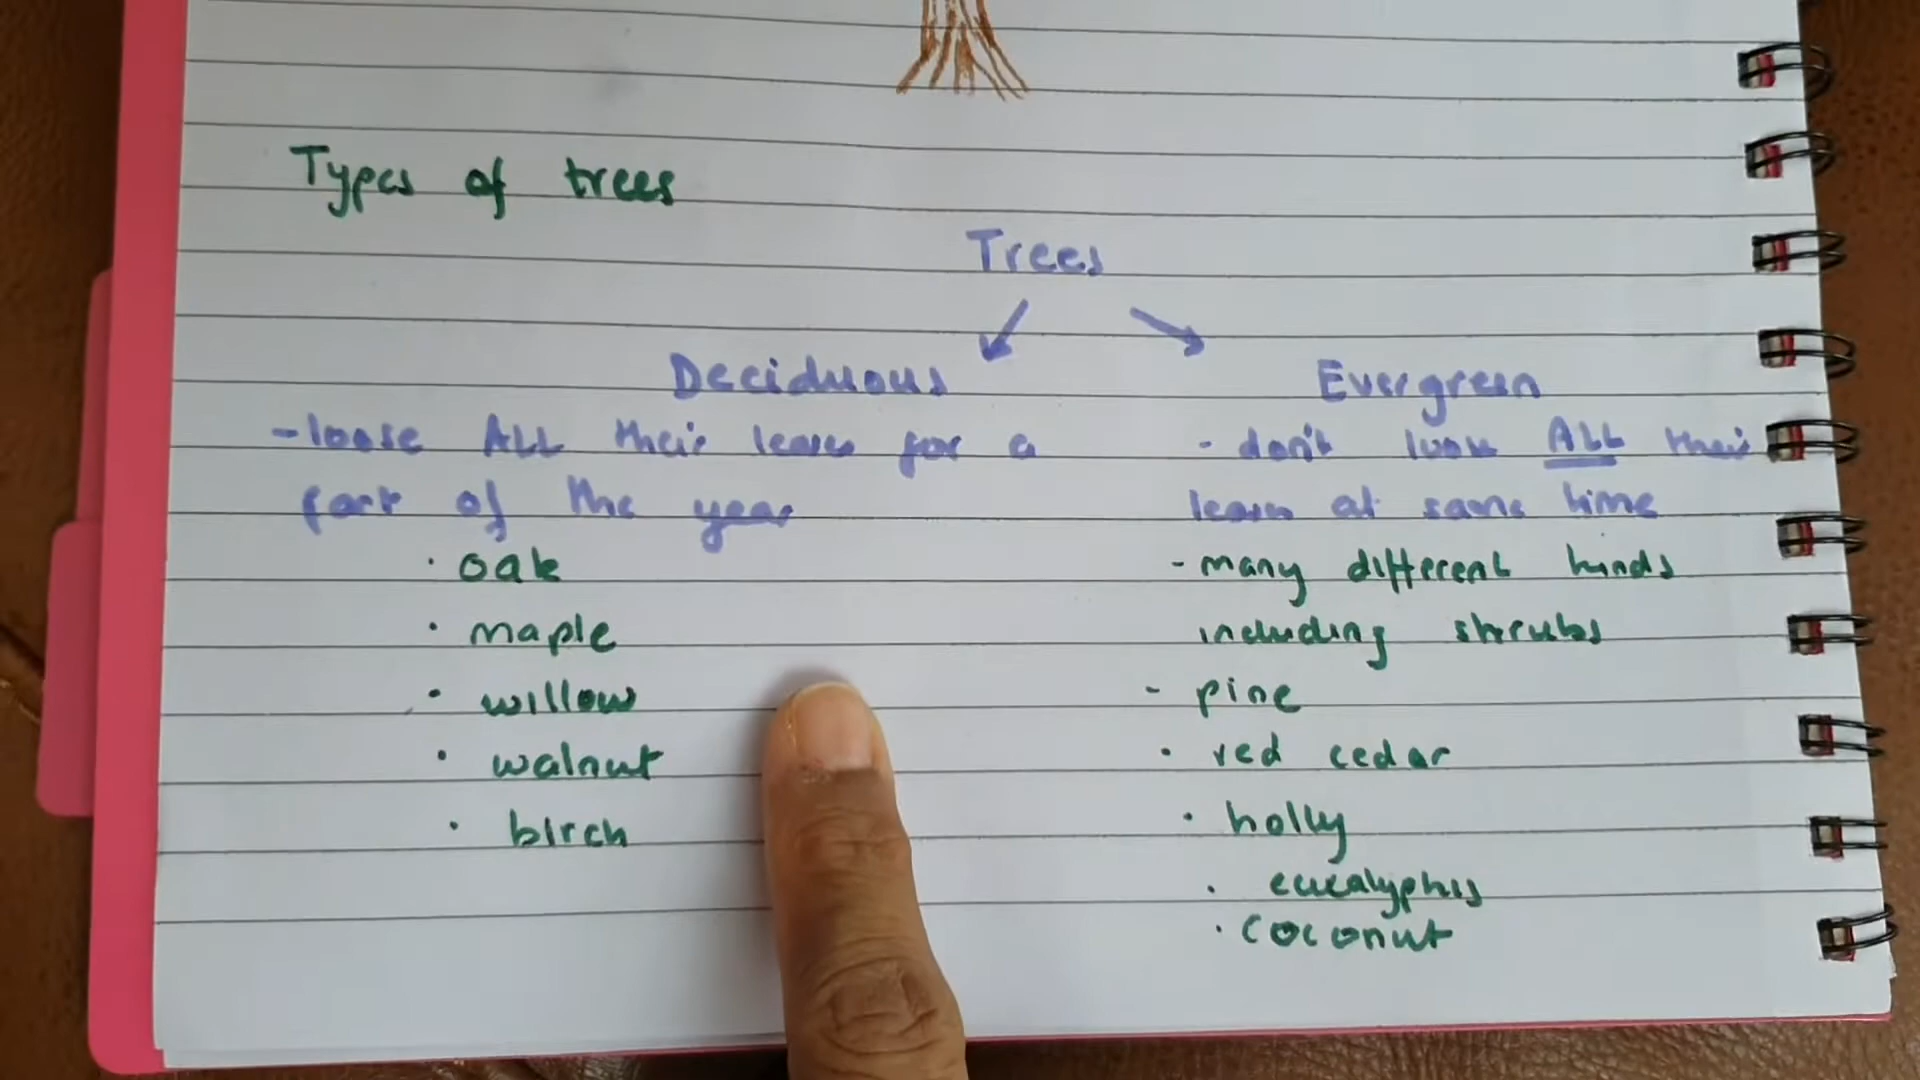 Types of trees
Trees
Deciduous
- loose ALL their leaves for a
part of the year
· oak
· maple
· willow
· walnut
· birch
Evergreen
- don't loose ALL their
leaves at same time
- many different kinds
including shrubs
- pine
· red cedar
· holly
· eucalyptus
· coconut